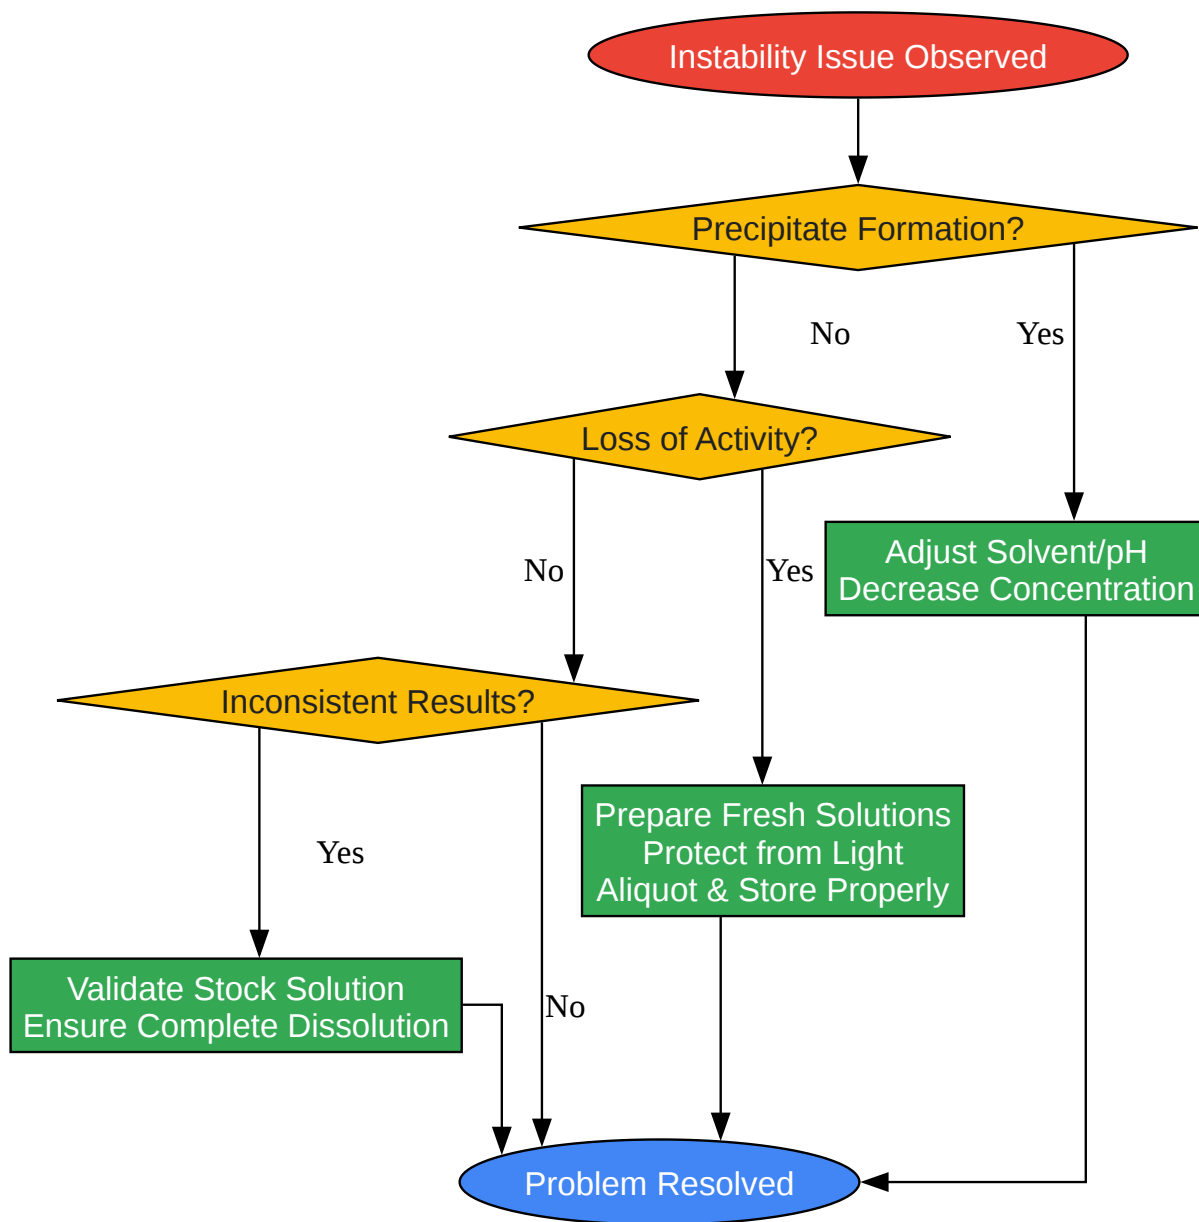 Instability Issue Observed
Precipitate Formation?
No
Yes
Loss of Activity?
No
Yes
Adjust Solvent/pH
Decrease Concentration
Inconsistent Results?
Yes
No
Prepare Fresh Solutions
Protect from Light
Aliquot & Store Properly
Validate Stock Solution
Ensure Complete Dissolution
Problem Resolved